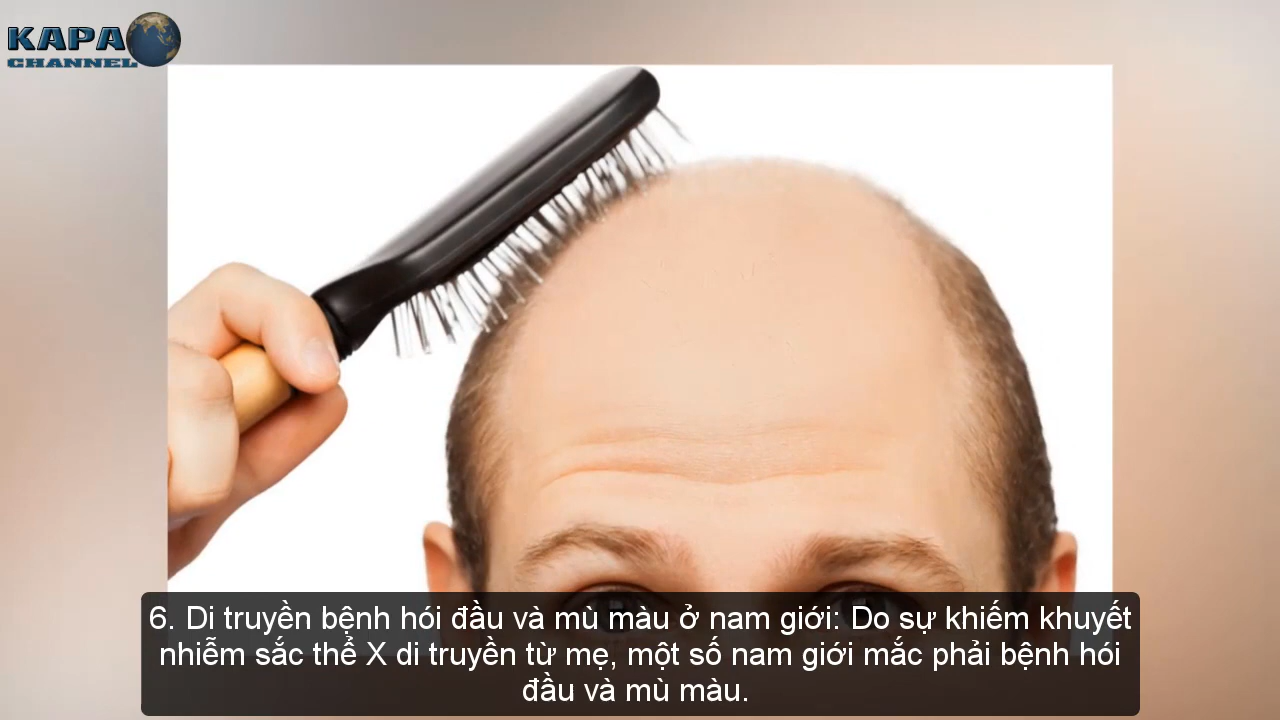 KAPA
CHANNEL
6. Di truyền bệnh hói đầu và mù màu ở nam giới: Do sự khiếm khuyết
nhiễm sắc thể X di truyền từ mẹ, một số nam giới mắc phải bệnh hói
đầu và mù màu.